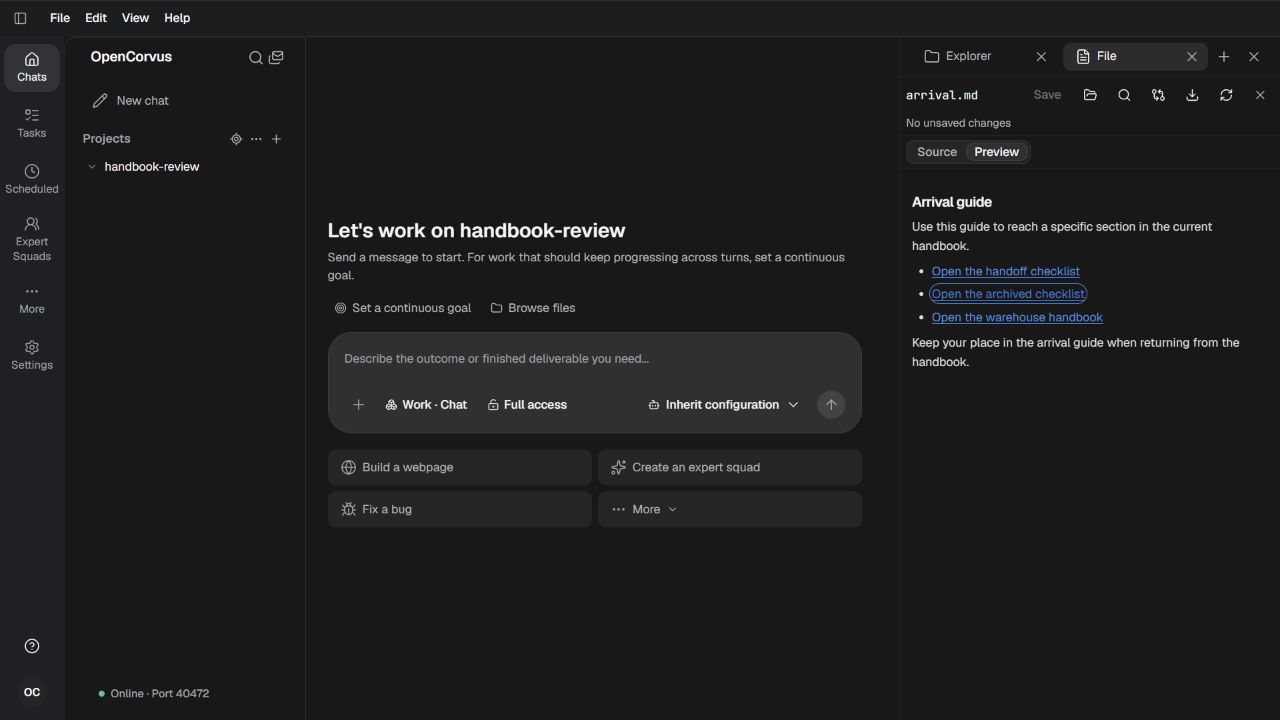 File Edit View Help
Chats
Tasks
Scheduled
Expert
Squads
More
Settings
OC
OpenCorvus
New chat
Projects
handbook-review
Online · Port 40472
Let's work on handbook-review
Send a message to start. For work that should keep progressing across turns, set a continuous
goal.
Set a continuous goal Browse files
Describe the outcome or finished deliverable you need...
Work · Chat Full access Inherit configuration
Build a webpage Create an expert squad
Fix a bug More
Explorer File
arrival.md Save
No unsaved changes
Source Preview
Arrival guide
Use this guide to reach a specific section in the current
handbook.
Open the handoff checklist
Open the archived checklist
Open the warehouse handbook
Keep your place in the arrival guide when returning from the
handbook.